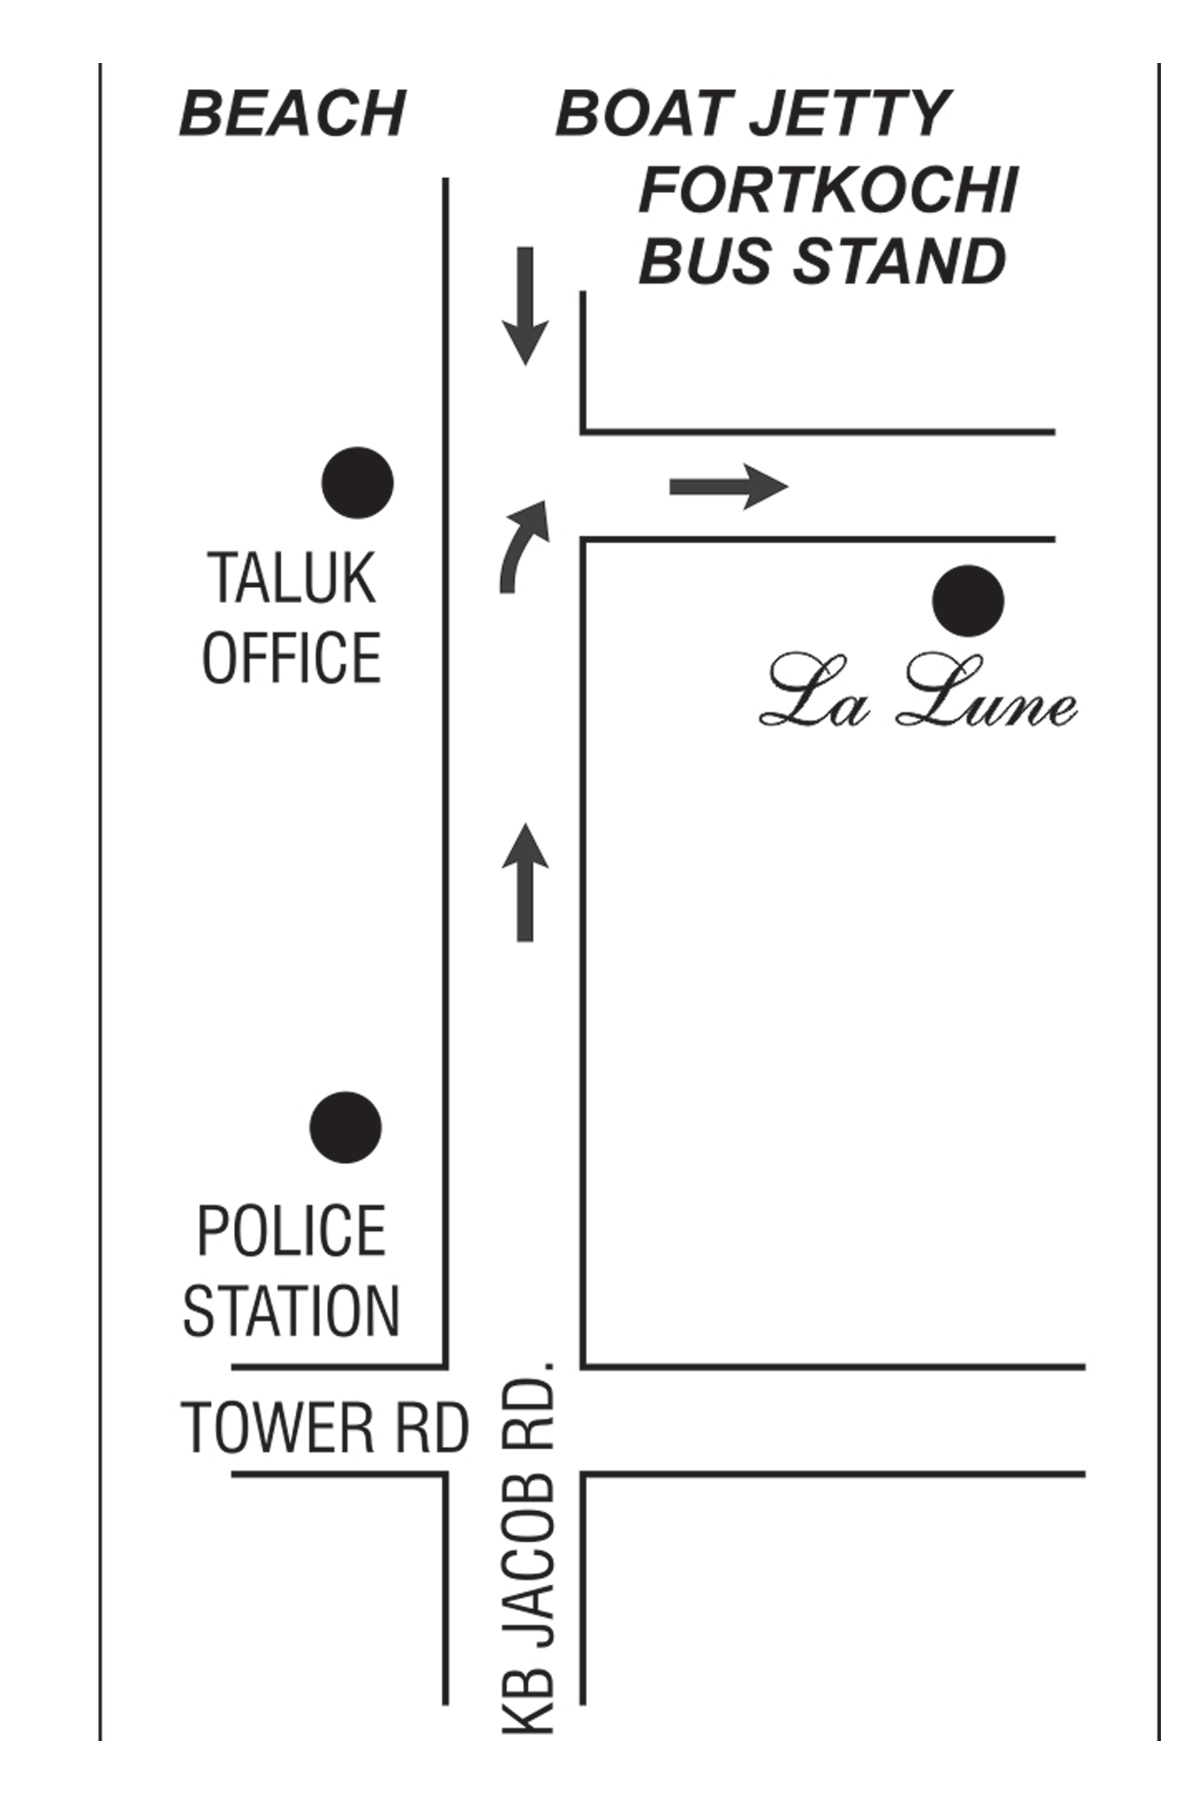 BEACH
BOAT JETTY
FORTKOCHI
BUS STAND
TALUK
OFFICE
La Lune
POLICE
STATION
TOWER RD
KB JACOB RD.